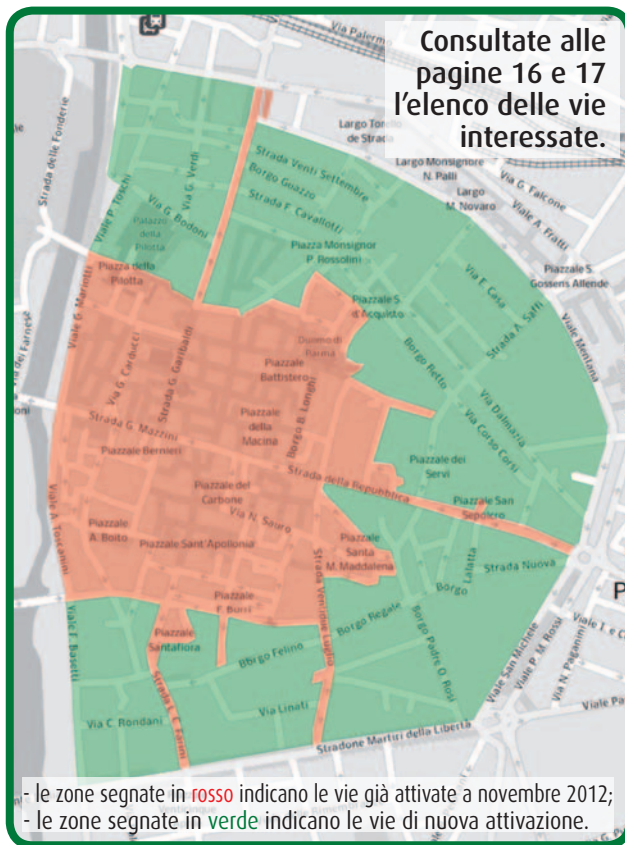 Consultate alle
pagine 16 e 17
l'elenco delle vie
interessate.
Via Palermo
Strada delle Fonderie
Largo Torello
de Strada
Largo Monsignore
N. Palli
Via G. Falcone
Largo
M. Novaro
Viale A. Fratti
Piazzale S.
Gossens Allende
Viale Mentana
Strada Venti Settembre
Borgo Guazzo
Strada F. Cavallotti
Via G. Verdi
Viale P. Toschi
Via G. Bodoni
Palazzo
della
Pilotta
Piazza Monsignor
P. Rossolini
Piazza della
Pilotta
Piazzale S.
d'Acquisto
Via E. Casa
Strada A. Saffi
Viale G. Mariotti
Via G. Carducci
Strada G. Garibaldi
Duomo di
Parma
Piazzale
Battistero
Borgo B. Longhi
Borgo Retto
Via dei Farnese
Via Dalmazia
Via Corso Corsi
Strada G. Mazzini
Piazzale
della
Macina
Piazzale Bernieri
Strada della Repubblica
Piazzale dei
Servi
Piazzale del
Carbone
Piazzale San
Sepolcro
Viale A. Toscanini
Piazzale
A. Boito
Via N. Sauro
Piazzale Sant'Apollonia
Piazzale
Santa
M. Maddalena
Strada Nuova
Borgo Lalatta
Strada Ventidue Luglio
Piazzale
F. Burri
Borgo Regale
Borgo Padre O. Rosi
Viale San Michele
Viale P. M. Rossi
Via N. Paganini
Viale F. Basetti
Piazzale
Santafiora
Borgo Felino
Strada L. C. Farini
Via C. Rondani
Via Linati
Stradone Martiri della Libertà
- le zone segnate in rosso indicano le vie già attivate a novembre 2012;
- le zone segnate in verde indicano le vie di nuova attivazione.